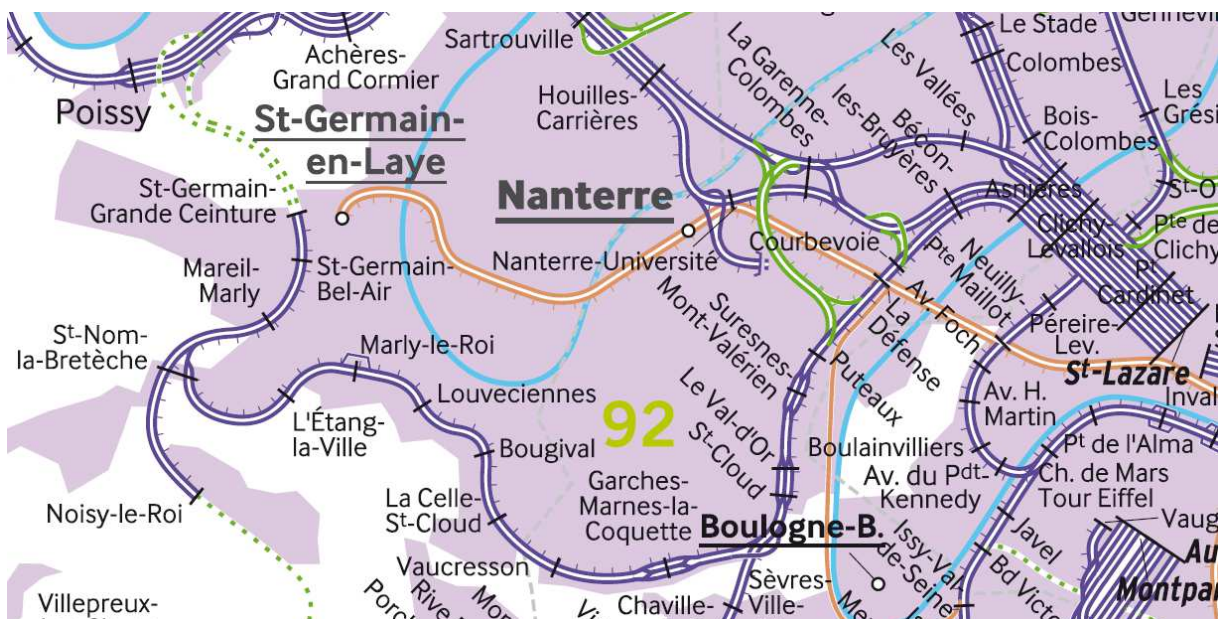 Poissy
Achères-
Grand Cormier
Sartrouville
St-Germain-
en-Laye
Houilles-
Carrières
La Garenne-
Colombes
Les Vallées
Bécon-
les-Bruyères
Le Stade
Colombes
Bois-
Colombes
Les
St-Germain-
Grande Ceinture
Nanterre
Asnières
Clichy-
Levallois
Pte de
Clichy
Mareil-
Marly
St-Germain-
Bel-Air
Nanterre-Université
Courbevoie
Pt
Cardinet
Suresnes-
Mont-Valérien
Neuilly-
Pte Maillot
Av. Foch
La
Défense
Péreire-
Lev.
St-Lazare
St-Nom-
la-Bretèche
Marly-le-Roi
Louveciennes
L'Étang-
la-Ville
Bougival
92
Le Val-d'Or
St-Cloud
Puteaux
Av. H.
Martin
Boulainvilliers
Av. du Pdt-
Kennedy
Pt de l'Alma
Ch. de Mars
Tour Eiffel
Noisy-le-Roi
La Celle-
St-Cloud
Garches-
Marnes-la-
Coquette
Boulogne-B.
Issy-Val-
de-Seine
Javel
Vaucresson
Sèvres-
Ville-
Chaville-
Villepreux-
Rive